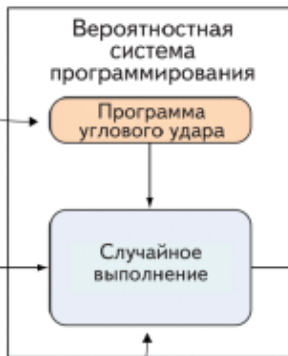 Вероятностная
система
программирования
Программа
углового удара
Случайное
выполнение